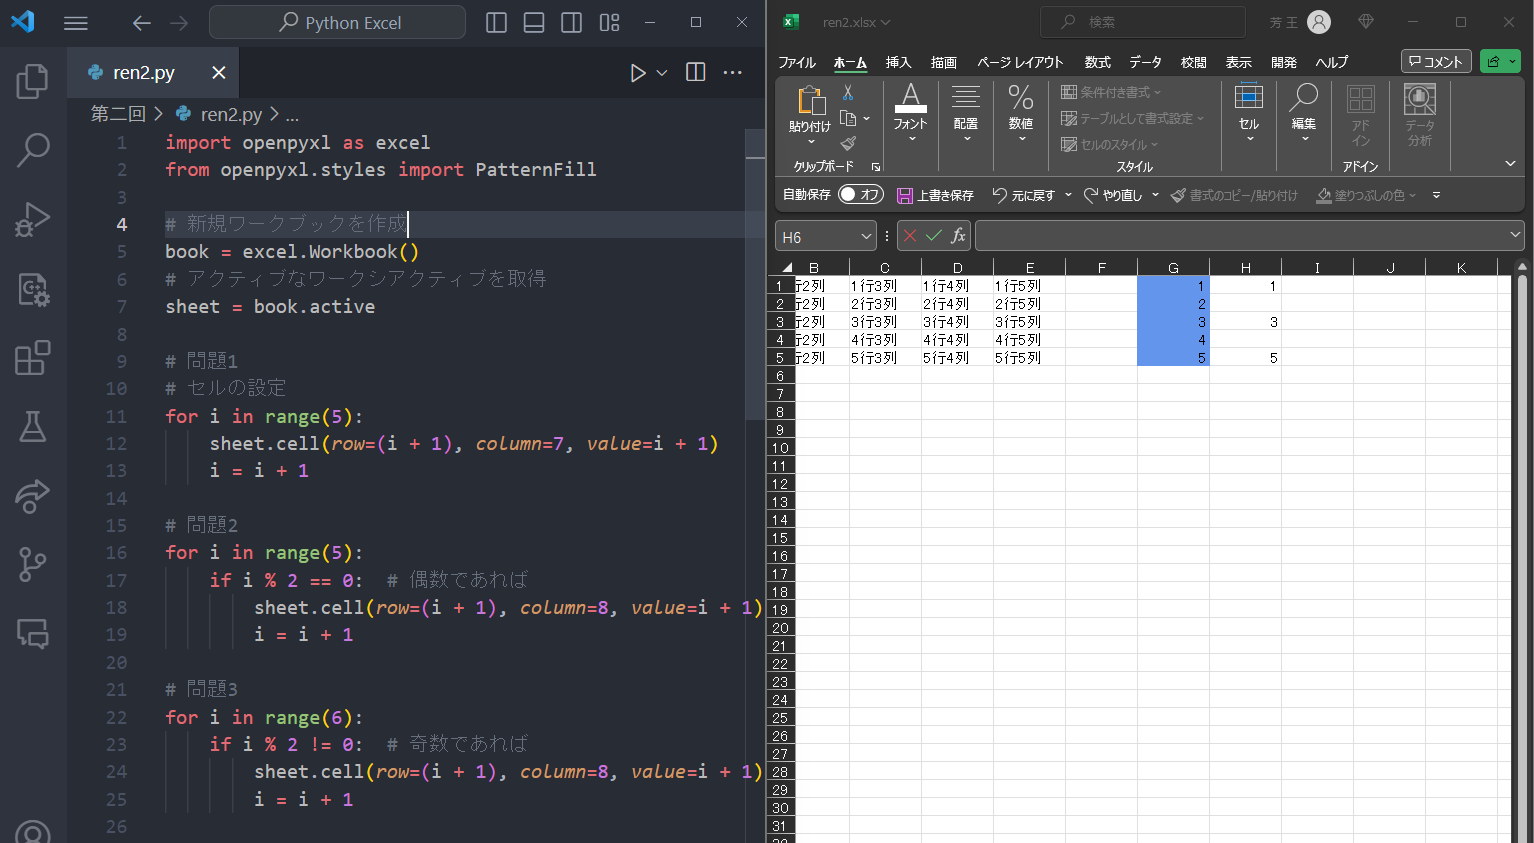 Python Excel
ren2.py
第二回 > ren2.py > ...
1 import openpyxl as excel
2 from openpyxl.styles import PatternFill
3
4 # 新規ワークブックを作成
5 book = excel.Workbook()
6 # アクティブなワークシアクティブを取得
7 sheet = book.active
8
9 # 問題1
10 # セルの設定
11 for i in range(5):
12 sheet.cell(row=(i + 1), column=7, value=i + 1)
13 i = i + 1
14
15 # 問題2
16 for i in range(5):
17 if i % 2 == 0: # 偶数であれば
18 sheet.cell(row=(i + 1), column=8, value=i + 1)
19 i = i + 1
20
21 # 問題3
22 for i in range(6):
23 if i % 2 != 0: # 奇数であれば
24 sheet.cell(row=(i + 1), column=8, value=i + 1)
25 i = i + 1
26
ren2.xlsx
検索
芳 王
ファイル ホーム 挿入 描画 ページ レイアウト 数式 データ 校閲 表示 開発 ヘルプ コメント
貼り付け
クリップボード
フォント
配置
数値
条件付き書式
テーブルとして書式設定
セルのスタイル
スタイル
セル
編集
アド
イン
アドイン
データ
分析
自動保存 オフ 上書き保存 元に戻す やり直し 書式のコピー/貼り付け 塗りつぶしの色
H6 fx
B C D E F G H I J K
1 行2列 1行3列 1行4列 1行5列 1 1
2 行2列 2行3列 2行4列 2行5列 2
3 行2列 3行3列 3行4列 3行5列 3 3
4 行2列 4行3列 4行4列 4行5列 4
5 行2列 5行3列 5行4列 5行5列 5 5
6
7
8
9
10
11
12
13
14
15
16
17
18
19
20
21
22
23
24
25
26
27
28
29
30
31